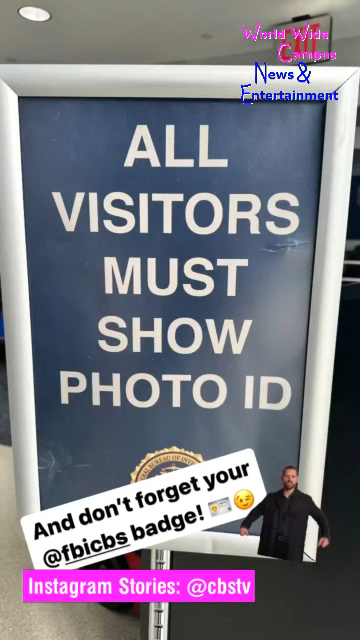 World Wide
Campus
News &
Entertainment
EXIT
ALL
VISITORS
MUST
SHOW
PHOTO ID
And don't forget your
@fbicbs badge! 🪪😉
Instagram Stories: @cbstv